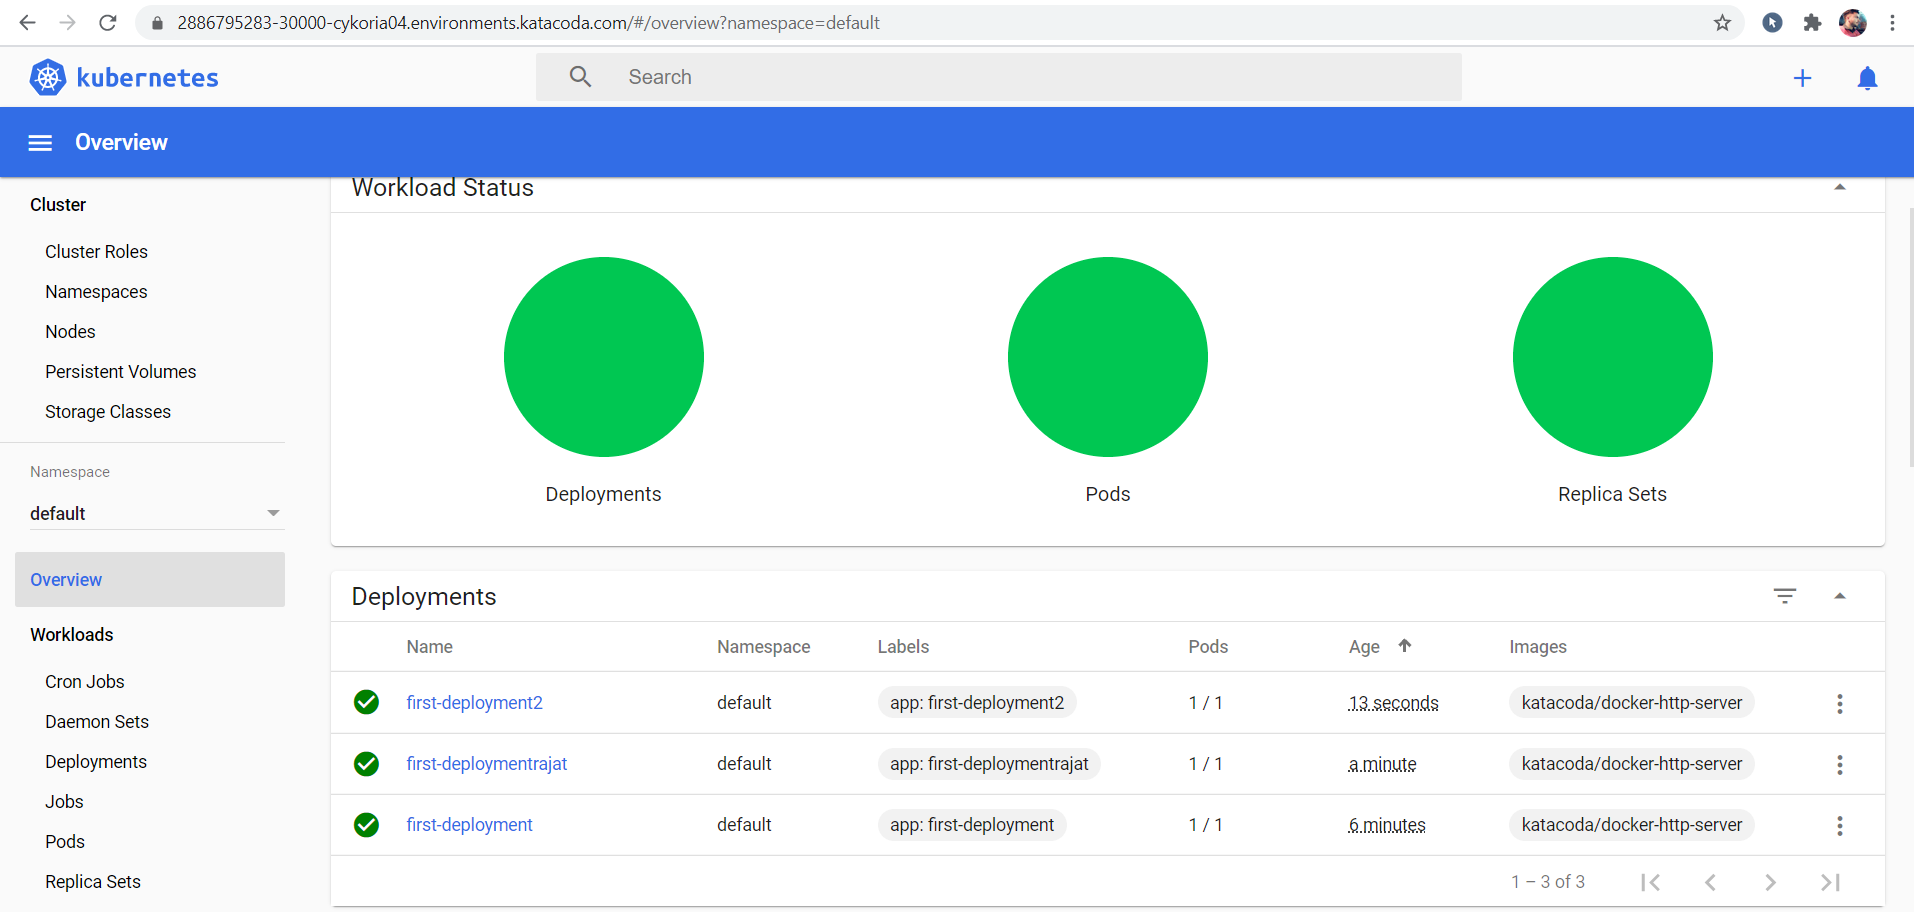 2886795283-30000-cykoria04.environments.katacoda.com/#/overview?namespace=default
kubernetes
Search
Overview
Cluster
Cluster Roles
Namespaces
Nodes
Persistent Volumes
Storage Classes
Namespace
default
Overview
Workloads
Cron Jobs
Daemon Sets
Deployments
Jobs
Pods
Replica Sets
Workload Status
Deployments Pods Replica Sets
Deployments
Name Namespace Labels Pods Age Images
first-deployment2 default app: first-deployment2 1 / 1 13 seconds katacoda/docker-http-server
first-deploymentrajat default app: first-deploymentrajat 1 / 1 a minute katacoda/docker-http-server
first-deployment default app: first-deployment 1 / 1 6 minutes katacoda/docker-http-server
1 – 3 of 3